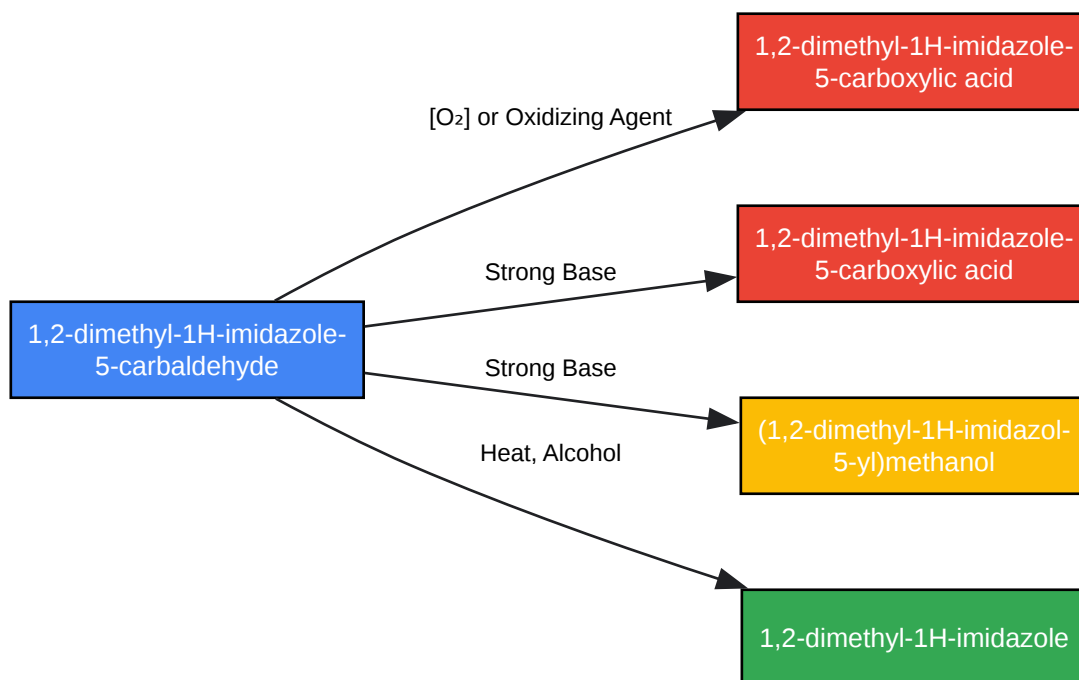 1,2-dimethyl-1H-imidazole-
5-carboxylic acid
[O₂] or Oxidizing Agent
1,2-dimethyl-1H-imidazole-
5-carboxylic acid
Strong Base
1,2-dimethyl-1H-imidazole-
5-carbaldehyde
Strong Base
(1,2-dimethyl-1H-imidazol-
5-yl)methanol
Heat, Alcohol
1,2-dimethyl-1H-imidazole